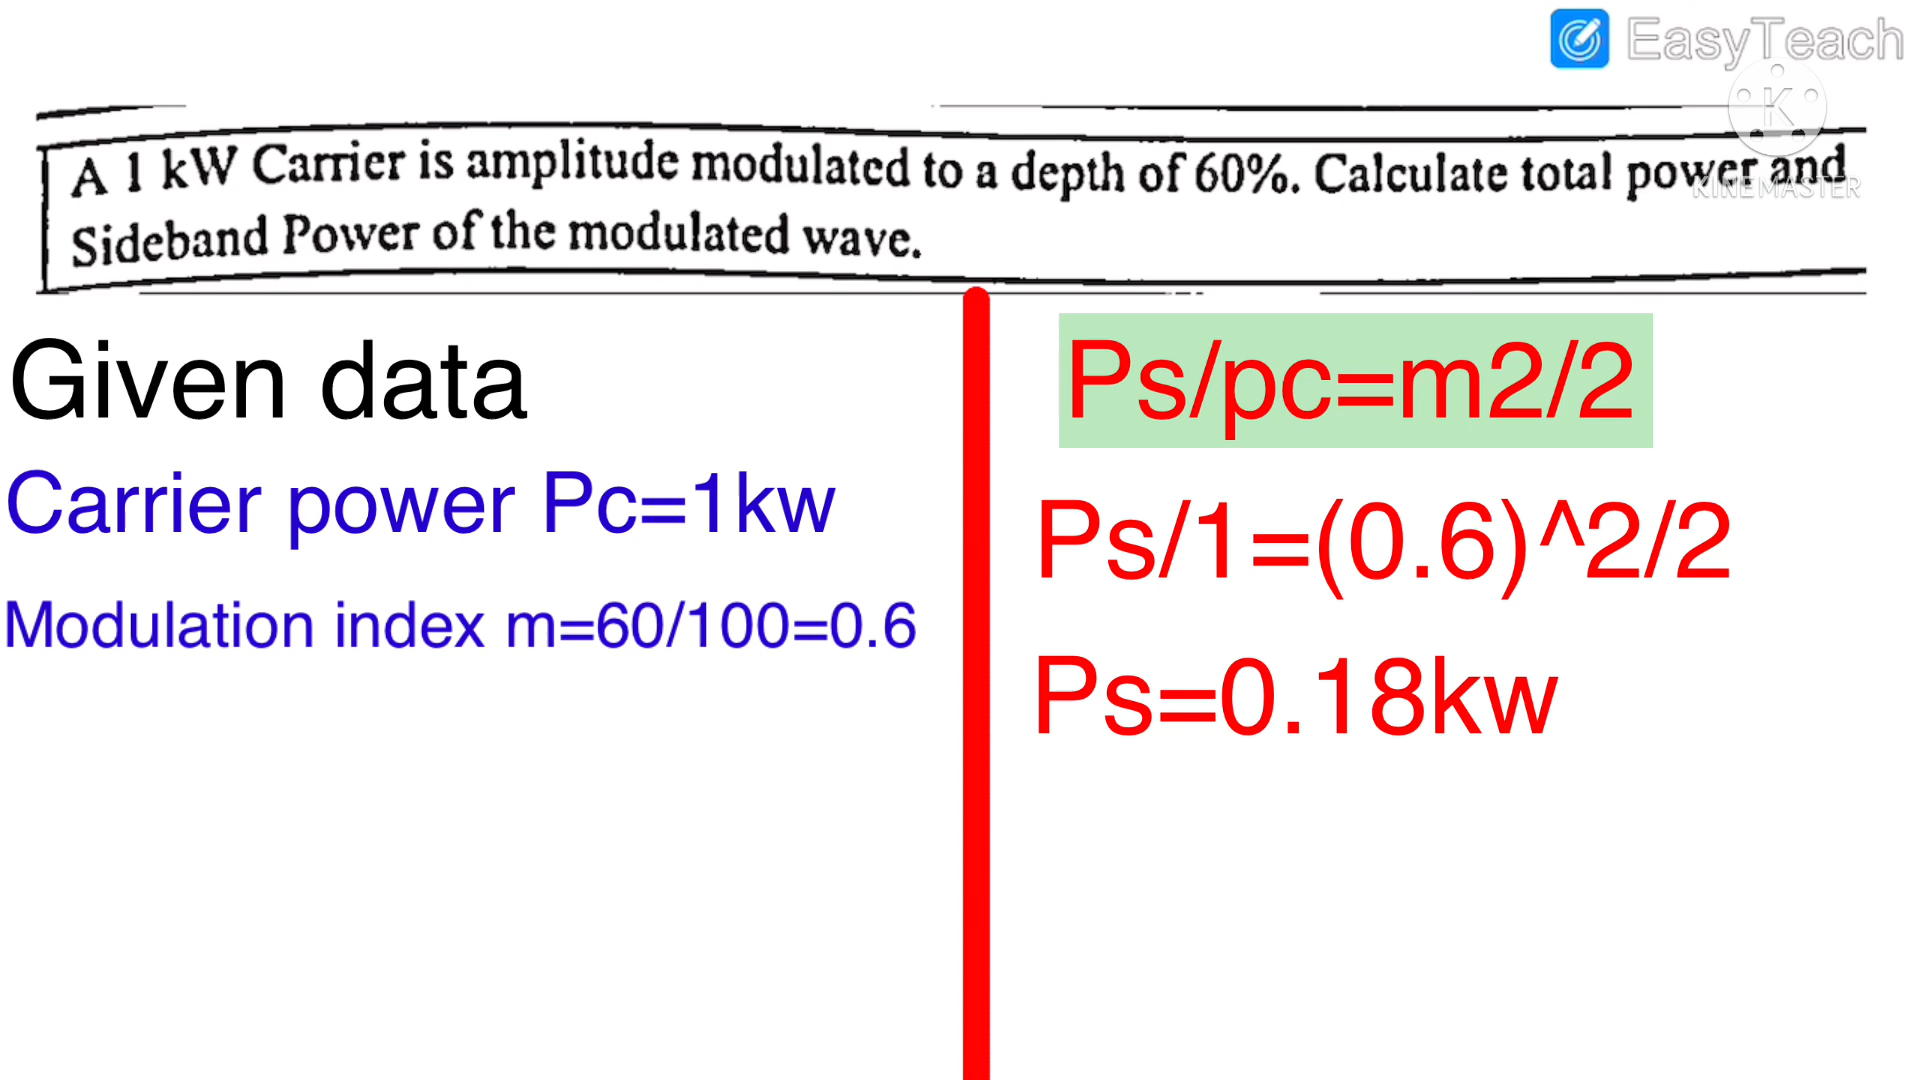 EasyTeach
K
KINEMASTER
A 1 kW Carrier is amplitude modulated to a depth of 60%. Calculate total power and
Sideband Power of the modulated wave.
Given data
Carrier power Pc=1kw
Modulation index m=60/100=0.6
Ps/pc=m2/2
Ps/1=(0.6)^2/2
Ps=0.18kw